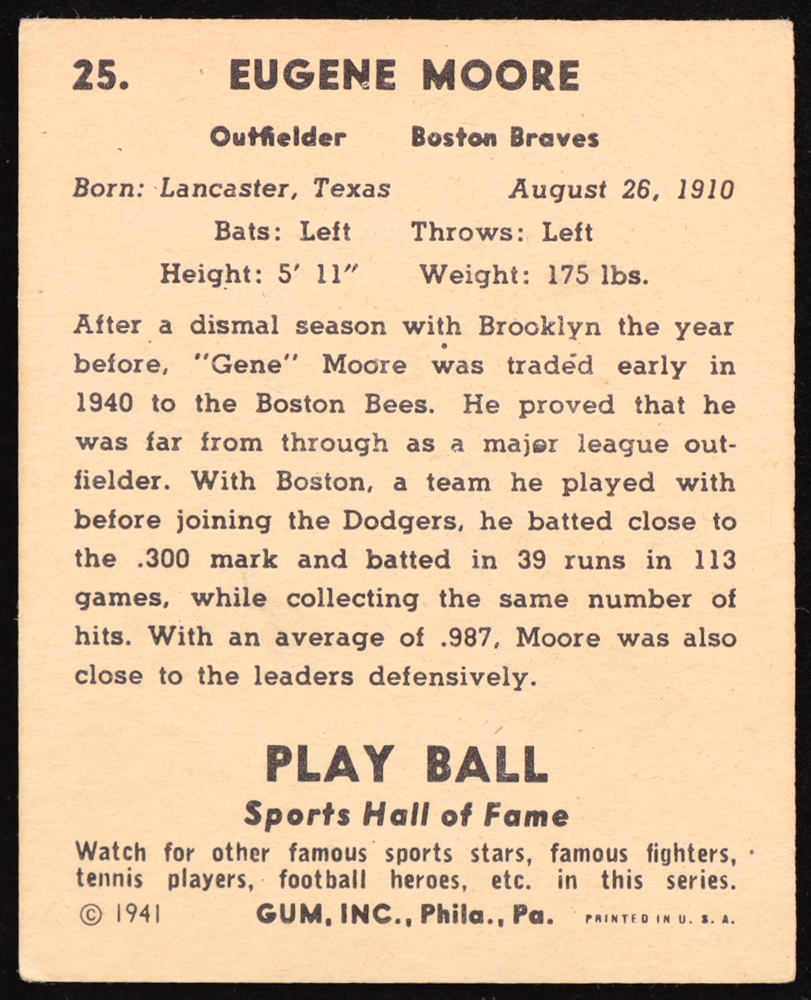 25. EUGENE MOORE
Outfielder Boston Braves
Born: Lancaster, Texas August 26, 1910
Bats: Left Throws: Left
Height: 5' 11" Weight: 175 lbs.
After a dismal season with Brooklyn the year
before, "Gene" Moore was traded early in
1940 to the Boston Bees. He proved that he
was far from through as a major league out-
fielder. With Boston, a team he played with
before joining the Dodgers, he batted close to
the .300 mark and batted in 39 runs in 113
games, while collecting the same number of
hits. With an average of .987, Moore was also
close to the leaders defensively.
PLAY BALL
Sports Hall of Fame
Watch for other famous sports stars, famous fighters,
tennis players, football heroes, etc. in this series.
© 1941 GUM, INC., Phila., Pa. PRINTED IN U. S. A.